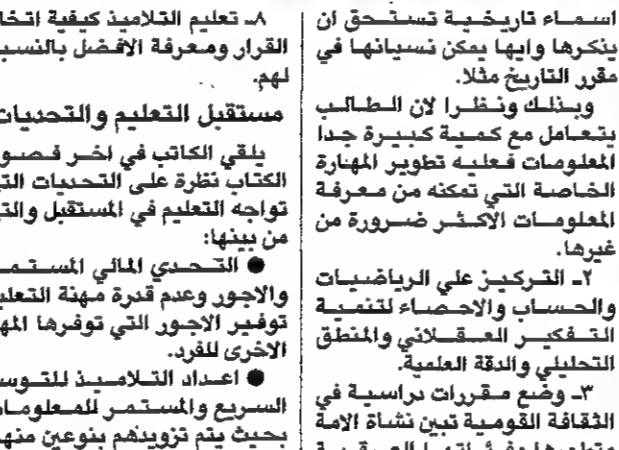 اسماء تاريخية تستحق ان
ينكرها وايها يمكن نسيانها في
مقرر التاريخ مثلا.
وبذلك ونظرا لان الطالب
يتعامل مع كمية كبيرة جدا
المعلومات فعليه تطوير المهارة
الخاصة التي تمكنه من معرفة
المعلومات الأكثر ضرورة من
غيرها.
٢ـ التركيز علي الرياضيات
والحساب والاحصاء لتنمية
التفكير العقلاني والمنطق
التحليلي والدقة العلمية.
٣ـ وضع مقررات دراسية في
الثقافة القومية تبين نشاة الامة
٨ـ تعليم التلاميذ كيفية اتخا
القرار ومعرفة الافضل بالنسب
لهم.
مستقبل التعليم والتحديات
يلقي الكاتب في اخر فصو
الكتاب نظرة على التحديات الت
تواجه التعليم في المستقبل والت
من بينها:
● التحدي المالي المستم
والاجور وعدم قدرة مهنة التعلي
توفير الاجور التي توفرها المه
الاخرى للفرد.
● اعداد التلاميذ للتوس
السريع والمستمر للمعلوما
بحيث يتم تزويدهم بنوعين منه